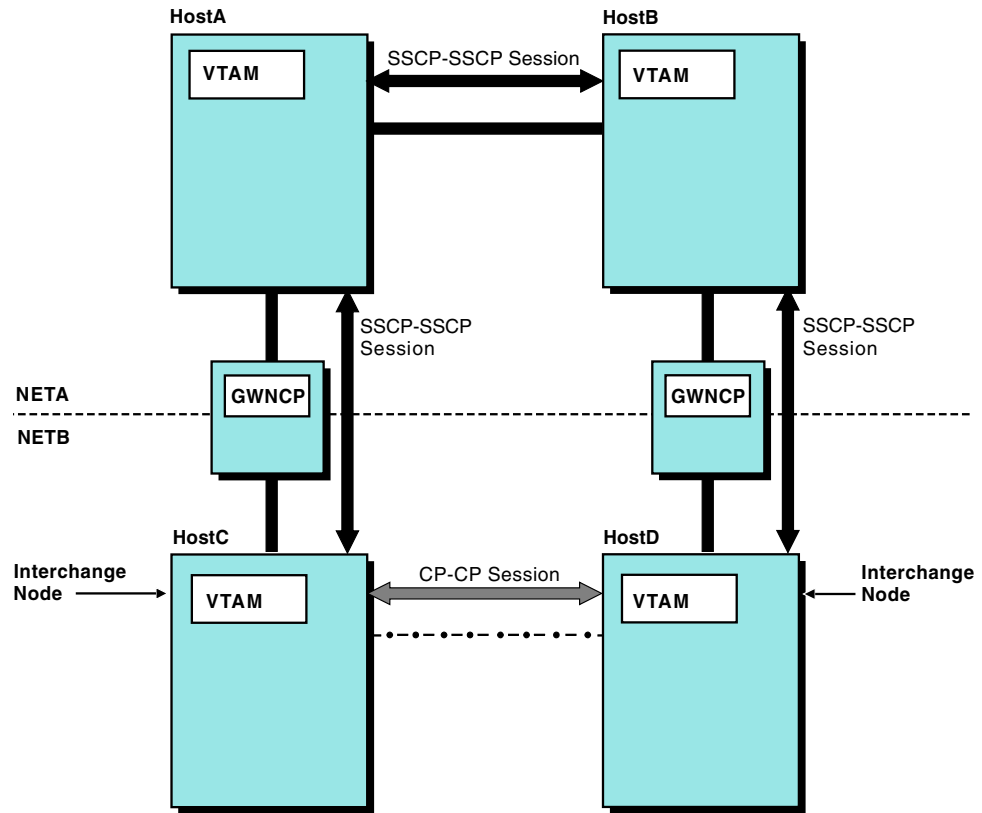 HostA
HostB
VTAM
SSCP-SSCP Session
VTAM
SSCP-SSCP
Session
SSCP-SSCP
Session
NETA
GWNCP
GWNCP
NETB
HostC
HostD
Interchange
Node
VTAM
CP-CP Session
VTAM
Interchange
Node